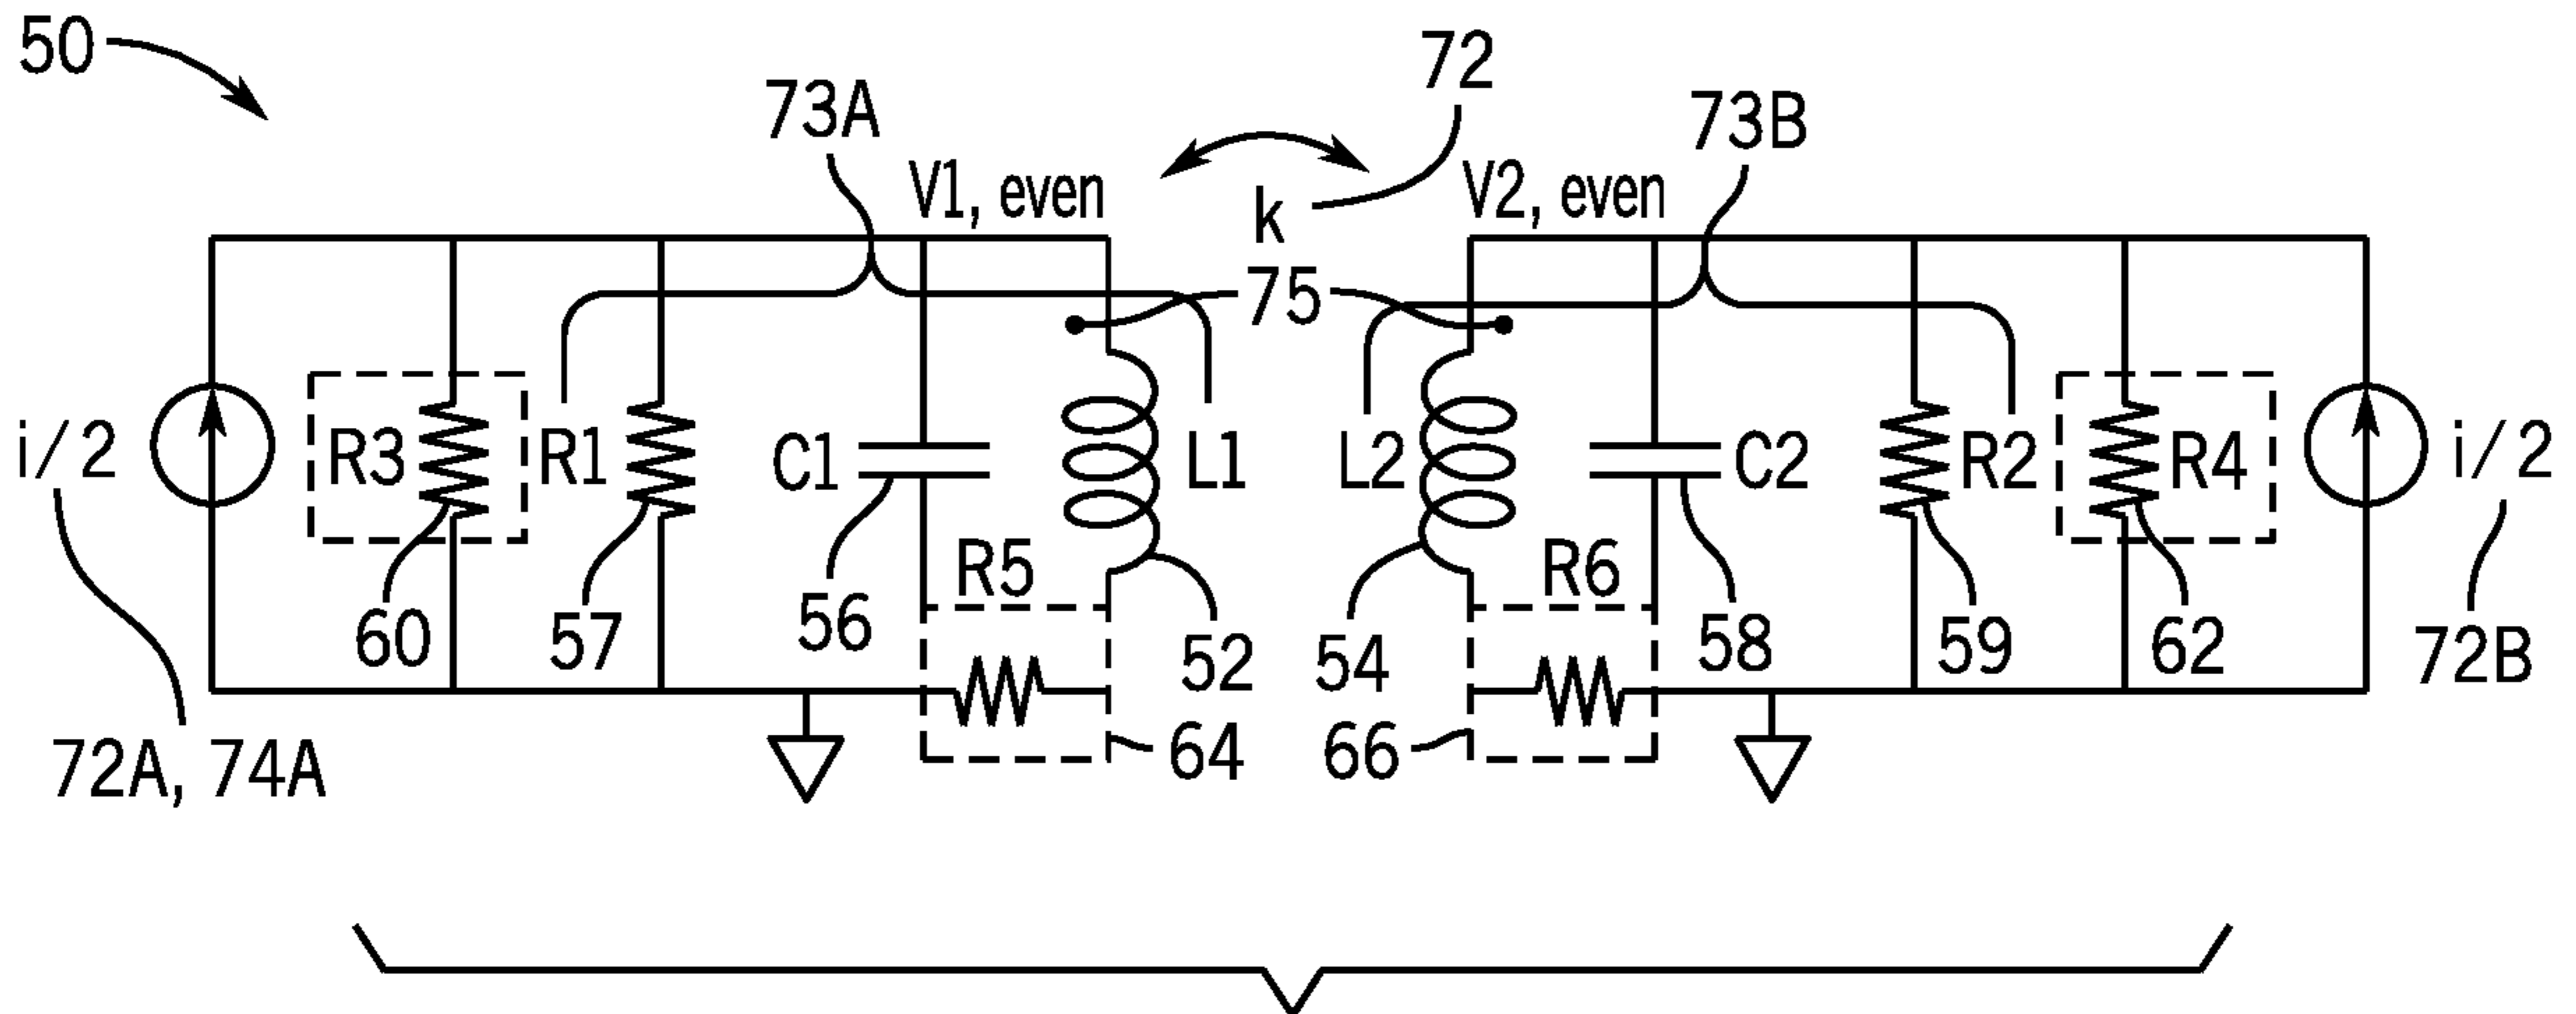 50
72
73A
73B
V1, even
k
V2, even
75
i/2
R3
R1
C1
L1
L2
C2
R2
R4
i/2
R5
R6
60
57
56
52
54
58
59
62
72B
72A, 74A
64
66